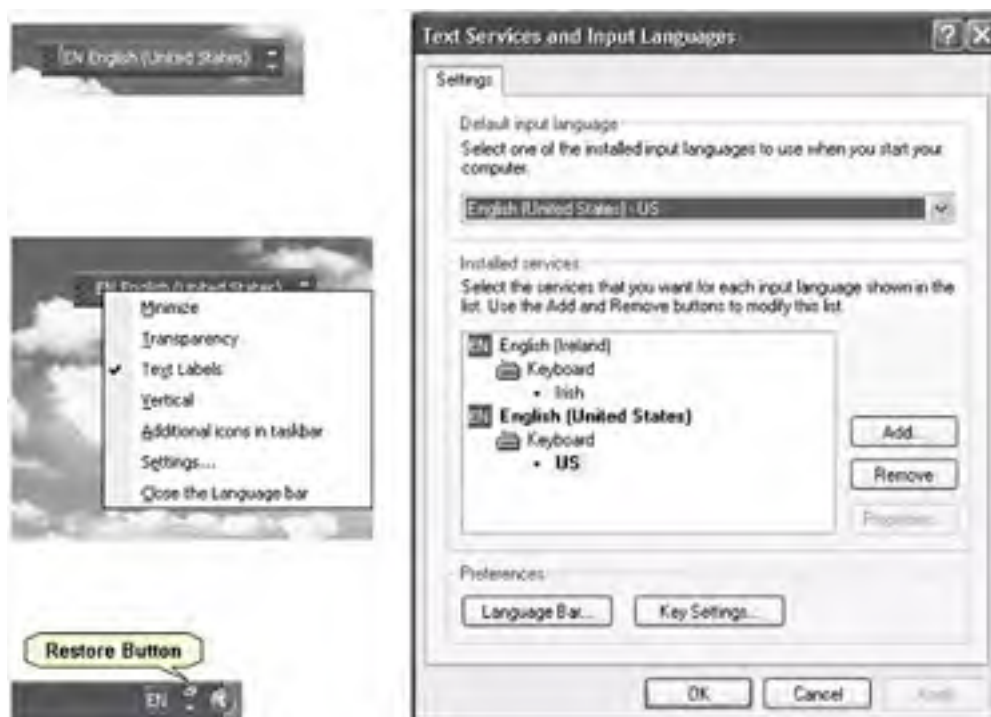 EN English (United States)
EN English (United States)
Minimize
Transparency
Text Labels
Vertical
Additional icons in taskbar
Settings...
Close the Language bar
Restore Button
EN
Text Services and Input Languages
Settings
Default input language
Select one of the installed input languages to use when you start your
computer.
English (United States) - US
Installed services
Select the services that you want for each input language shown in the
list. Use the Add and Remove buttons to modify this list.
EN English (Ireland)
Keyboard
• Irish
EN English (United States)
Keyboard
• US
Add...
Remove
Properties...
Preferences
Language Bar...
Key Settings...
OK
Cancel
Apply